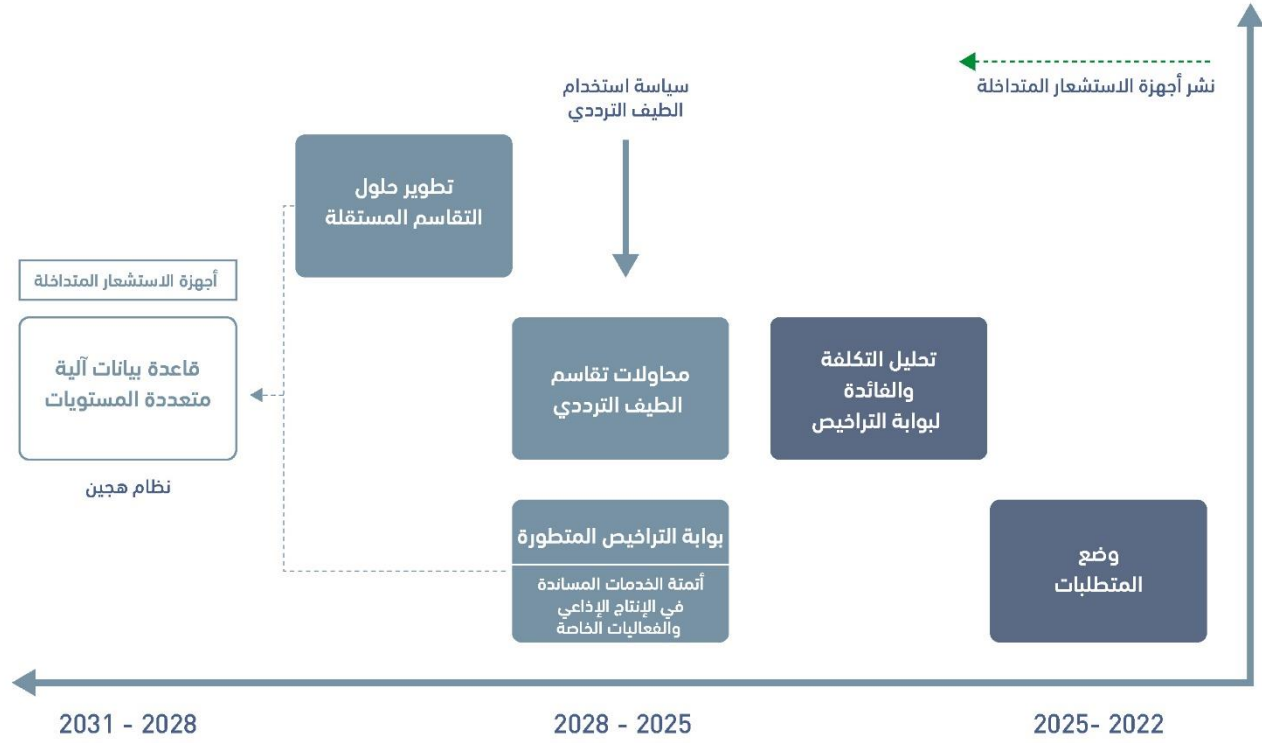 نشر أجهزة الاستشعار المتداخلة
سياسة استخدام
الطيف الترددي
تطوير حلول
التقاسم المستقلة
أجهزة الاستشعار المتداخلة
قاعدة بيانات آلية
متعددة المستويات
نظام هجين
محاولات تقاسم
الطيف الترددي
تحليل التكلفة
والفائدة
لبوابة التراخيص
بوابة التراخيص المتطورة
أتمتة الخدمات المساندة
في الإنتاج الإذاعي
والفعاليات الخاصة
وضع
المتطلبات
2025- 2022
2028 - 2025
2031 - 2028